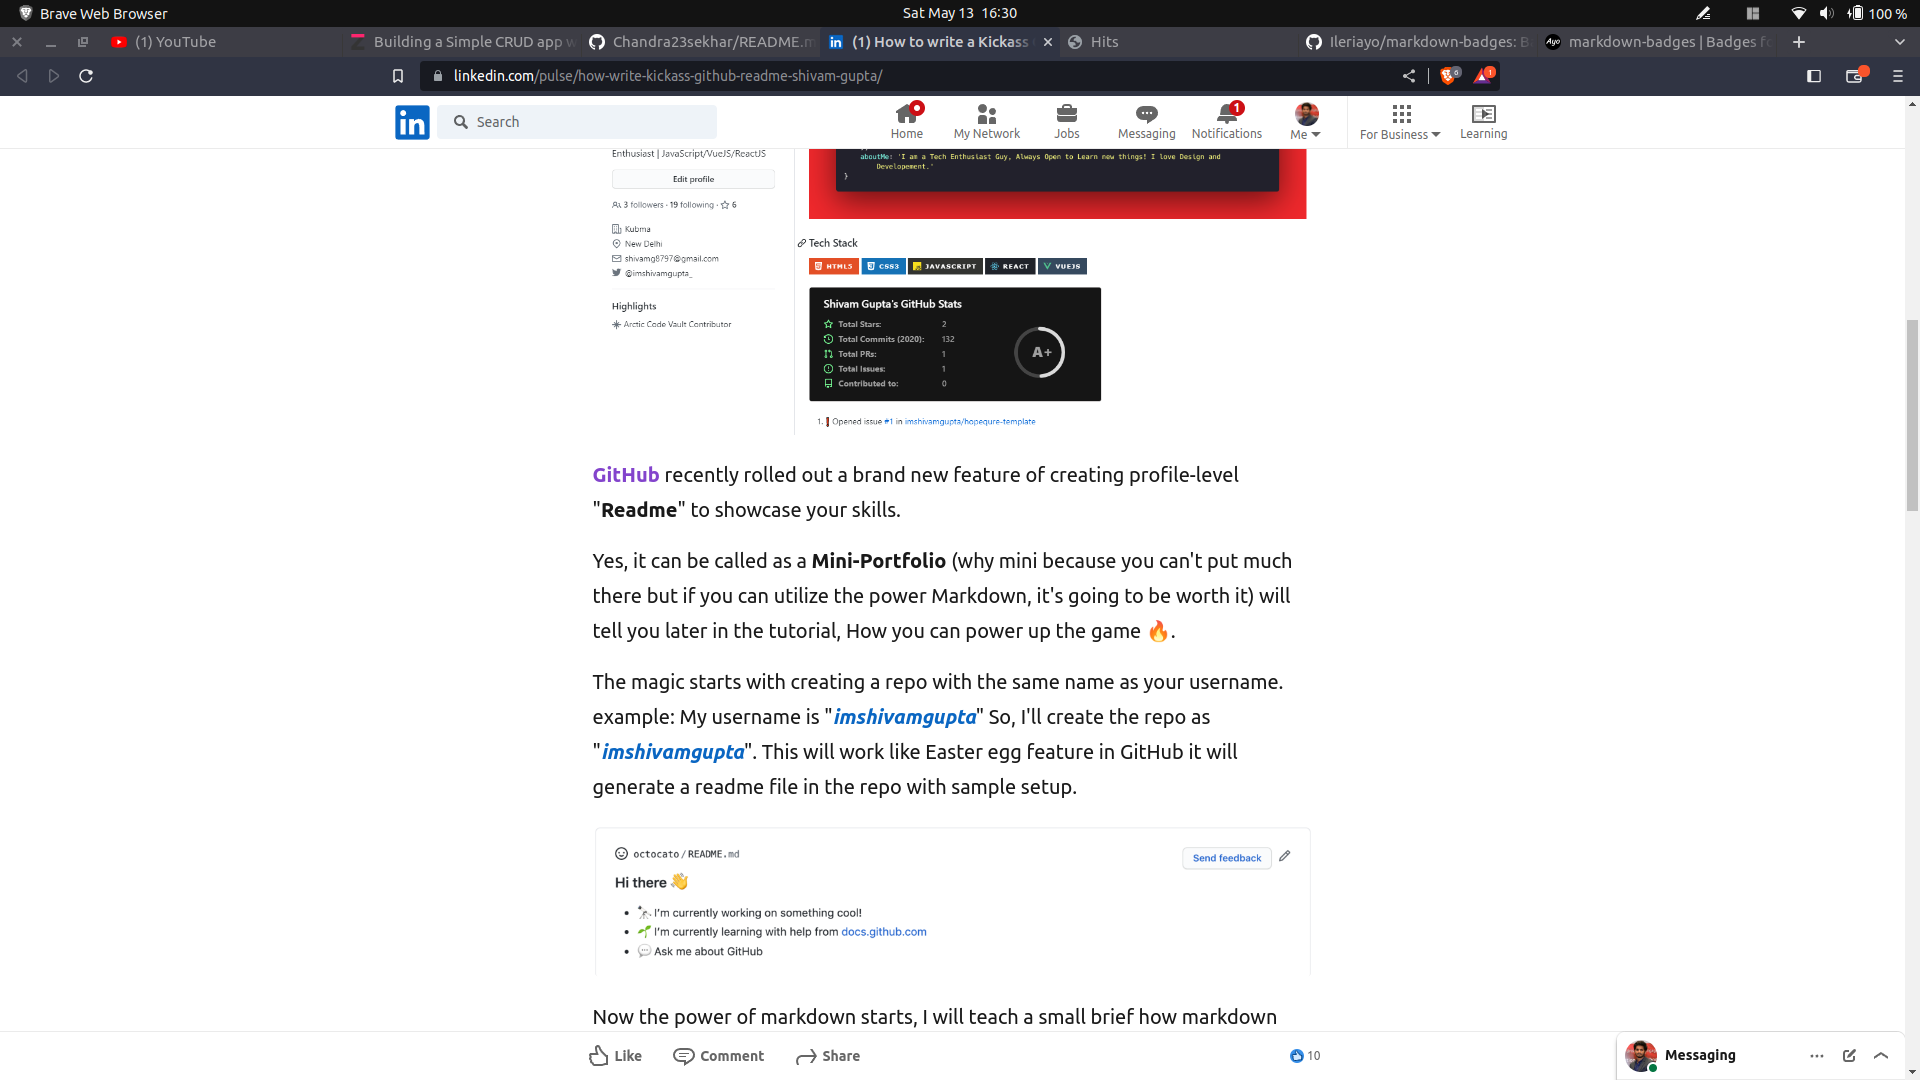 Brave Web Browser
Sat May 13 16:30
100 %
(1) YouTube
Building a Simple CRUD app w
Chandra23sekhar/README.m
(1) How to write a Kickass
Hits
Ileriayo/markdown-badges: B
markdown-badges | Badges fo
linkedin.com/pulse/how-write-kickass-github-readme-shivam-gupta/
in
Search
Home
My Network
Jobs
Messaging
1
Notifications
Me
For Business
Learning
Enthusiast | JavaScript/VueJS/ReactJS
Edit profile
3 followers · 19 following · 6
Kubma
New Delhi
shivamg8797@gmail.com
@imshivamgupta_
Highlights
Arctic Code Vault Contributor
aboutMe: 'I am a Tech Enthusiast Guy, Always Open to Learn new things! I love Design and
Developement.'
}
Tech Stack
HTML5
CSS3
JAVASCRIPT
REACT
VUEJS
Shivam Gupta's GitHub Stats
Total Stars: 2
Total Commits (2020): 132
Total PRs: 1
Total Issues: 1
Contributed to: 0
A+
1. Opened issue #1 in imshivamgupta/hopequre-template
GitHub recently rolled out a brand new feature of creating profile-level
"Readme" to showcase your skills.
Yes, it can be called as a Mini-Portfolio (why mini because you can't put much
there but if you can utilize the power Markdown, it's going to be worth it) will
tell you later in the tutorial, How you can power up the game 🔥.
The magic starts with creating a repo with the same name as your username.
example: My username is "imshivamgupta" So, I'll create the repo as
"imshivamgupta". This will work like Easter egg feature in GitHub it will
generate a readme file in the repo with sample setup.
octocato/README.md
Send feedback
Hi there 👋
• 🔭 I'm currently working on something cool!
• 🌱 I'm currently learning with help from docs.github.com
• 💬 Ask me about GitHub
Now the power of markdown starts, I will teach a small brief how markdown
Like
Comment
Share
10
Messaging